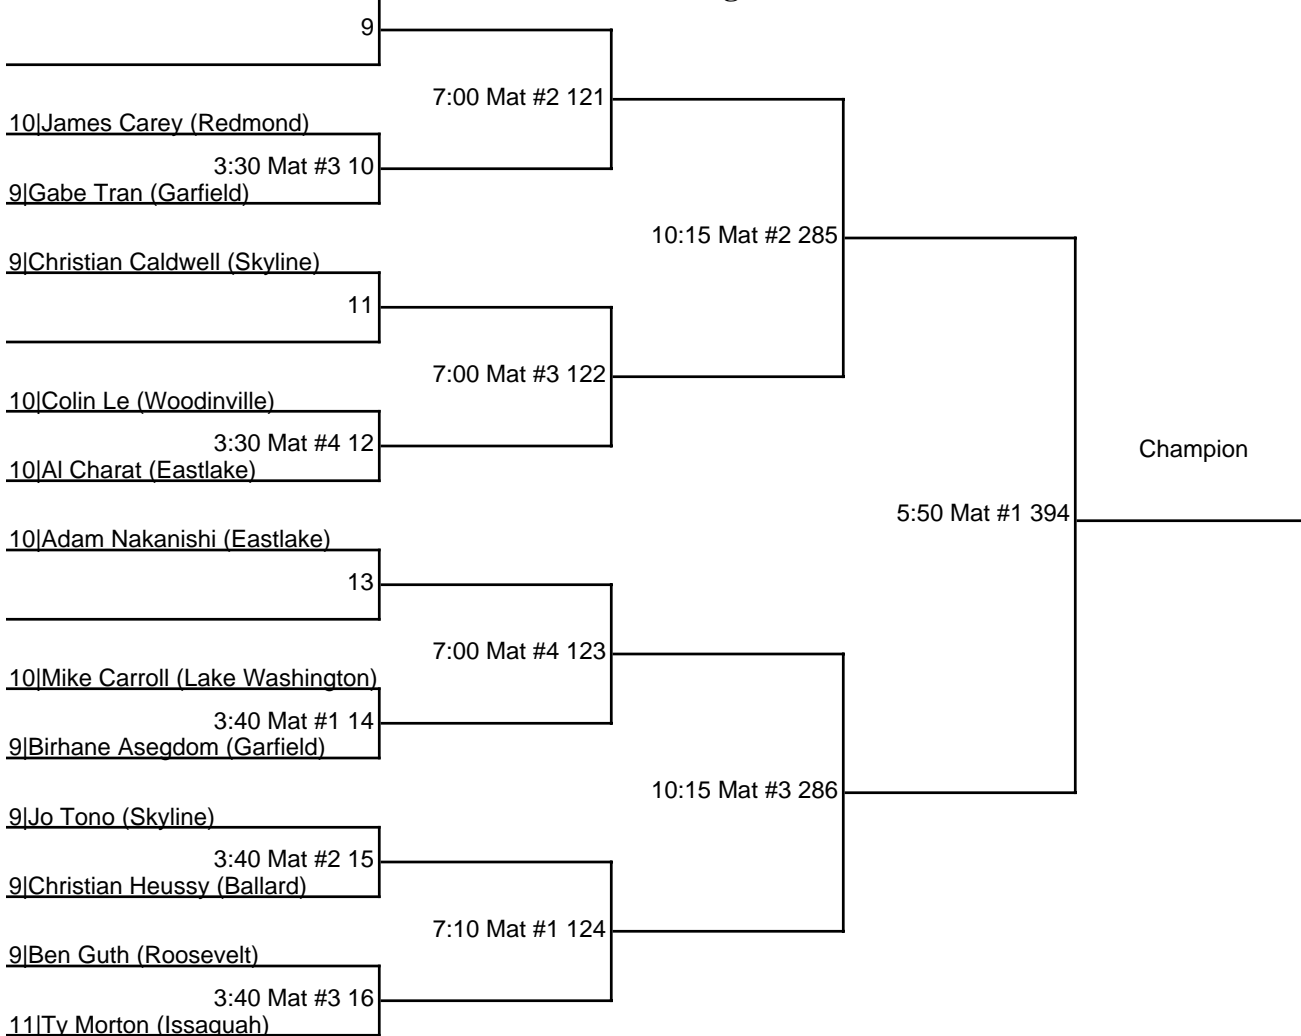 9
7:00 Mat #2 121
10|James Carey (Redmond)
3:30 Mat #3 10
9|Gabe Tran (Garfield)
10:15 Mat #2 285
9|Christian Caldwell (Skyline)
11
7:00 Mat #3 122
10|Colin Le (Woodinville)
3:30 Mat #4 12
Champion
10|Al Charat (Eastlake)
5:50 Mat #1 394
10|Adam Nakanishi (Eastlake)
13
7:00 Mat #4 123
10|Mike Carroll (Lake Washington)
3:40 Mat #1 14
9|Birhane Asegdom (Garfield)
10:15 Mat #3 286
9|Jo Tono (Skyline)
3:40 Mat #2 15
9|Christian Heussy (Ballard)
7:10 Mat #1 124
9|Ben Guth (Roosevelt)
3:40 Mat #3 16
11|Ty Morton (Issaquah)